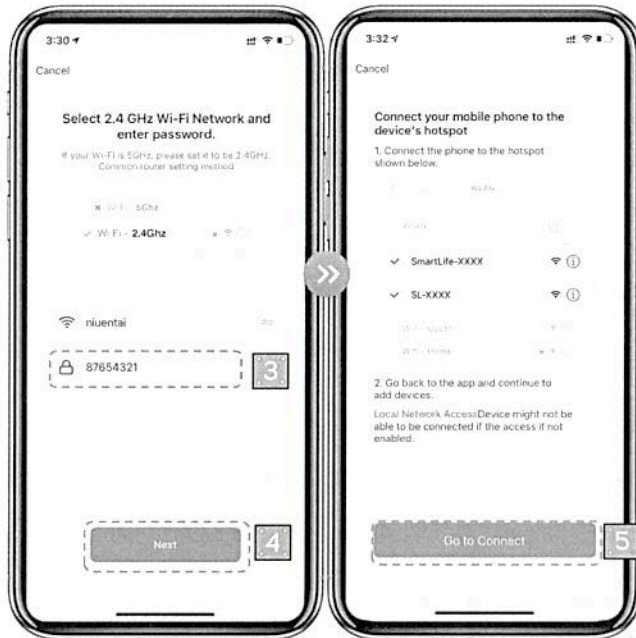 3:30
Cancel
Select 2.4 GHz Wi-Fi Network and
enter password.
If your Wi-Fi is 5GHz, please set it to be 2.4GHz.
Common router setting method
Wi-Fi - 5Ghz
Wi-Fi - 2.4Ghz
niuentai
87654321
3
Next
4
3:32
Cancel
Connect your mobile phone to the
device's hotspot
1. Connect the phone to the hotspot
shown below.
WLAN
WLAN
SmartLife-XXXX
SL-XXXX
2. Go back to the app and continue to
add devices.
Local Network AccessDevice might not be
able to be connected if the access if not
enabled.
Go to Connect
5